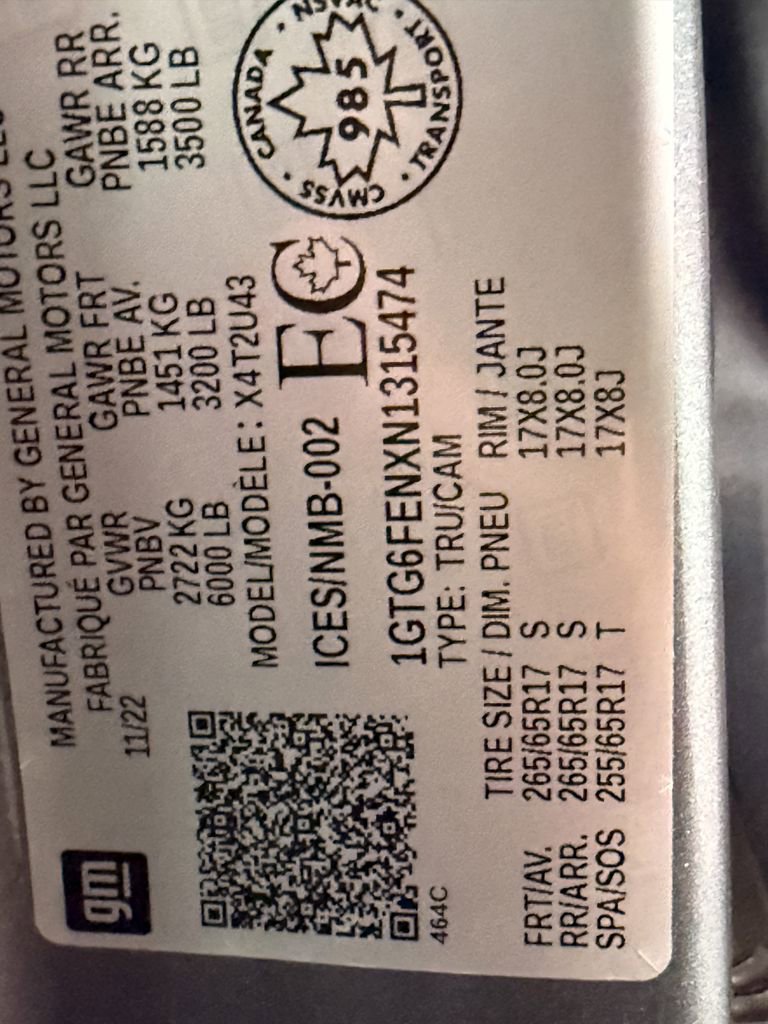 gm
MANUFACTURED BY GENERAL MOTORS LLC
FABRIQUÉ PAR GENERAL MOTORS LLC
11/22
GVWR GAWR FRT GAWR RR
PNBV PNBE AV. PNBE ARR.
2722 KG 1451 KG 1588 KG
6000 LB 3200 LB 3500 LB
MODEL/MODÈLE: X4T2U43
ICES/NMB-002 EC T
CANADA · NSVAC · TRANSPORT · CMVSS ·
985
1GTG6FENXN1315474
TYPE: TRU/CAM
464C
TIRE SIZE / DIM. PNEU RIM / JANTE
FRT/AV. 265/65R17 S 17X8.0J
RR/ARR. 265/65R17 S 17X8.0J
SPA/SOS 255/65R17 T 17X8J